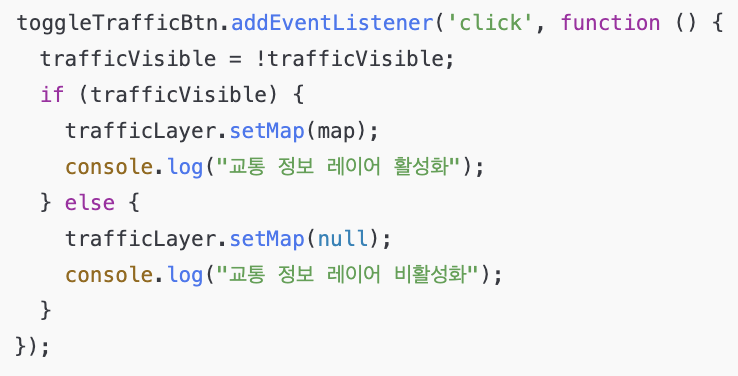 toggleTrafficBtn.addEventListener('click', function () {
  trafficVisible = !trafficVisible;
  if (trafficVisible) {
    trafficLayer.setMap(map);
    console.log("교통 정보 레이어 활성화");
  } else {
    trafficLayer.setMap(null);
    console.log("교통 정보 레이어 비활성화");
  }
});